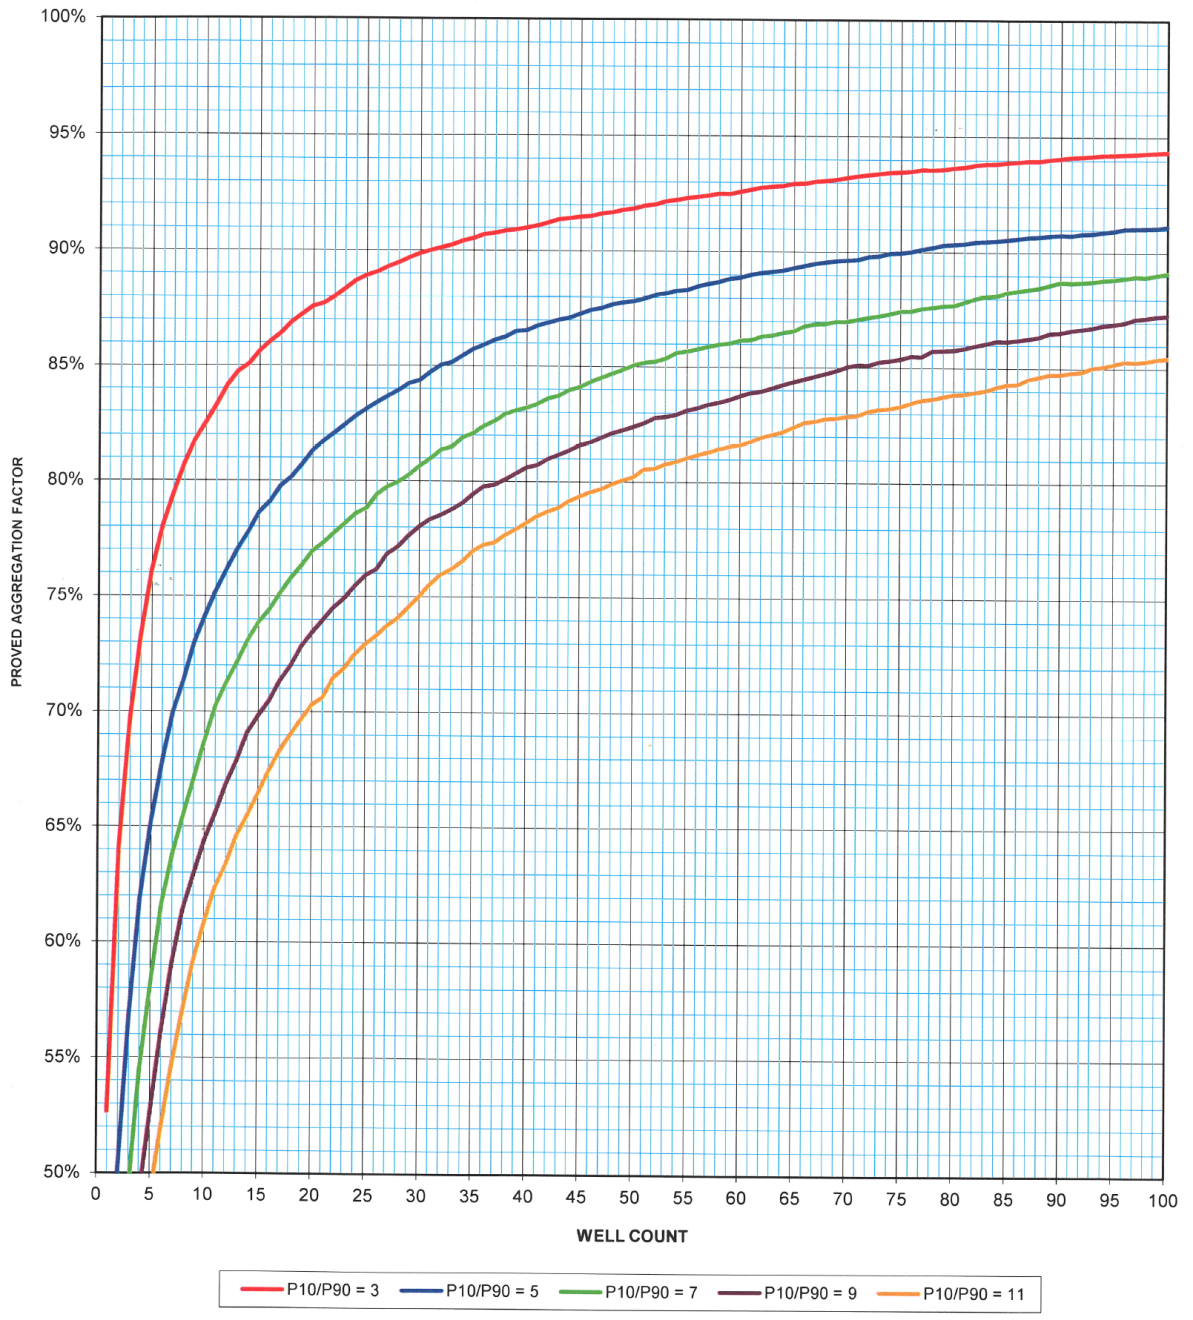 100%
95%
90%
85%
80%
75%
70%
65%
60%
55%
50%
PROVED AGGREGATION FACTOR
0 5 10 15 20 25 30 35 40 45 50 55 60 65 70 75 80 85 90 95 100
WELL COUNT
P10/P90 = 3 P10/P90 = 5 P10/P90 = 7 P10/P90 = 9 P10/P90 = 11